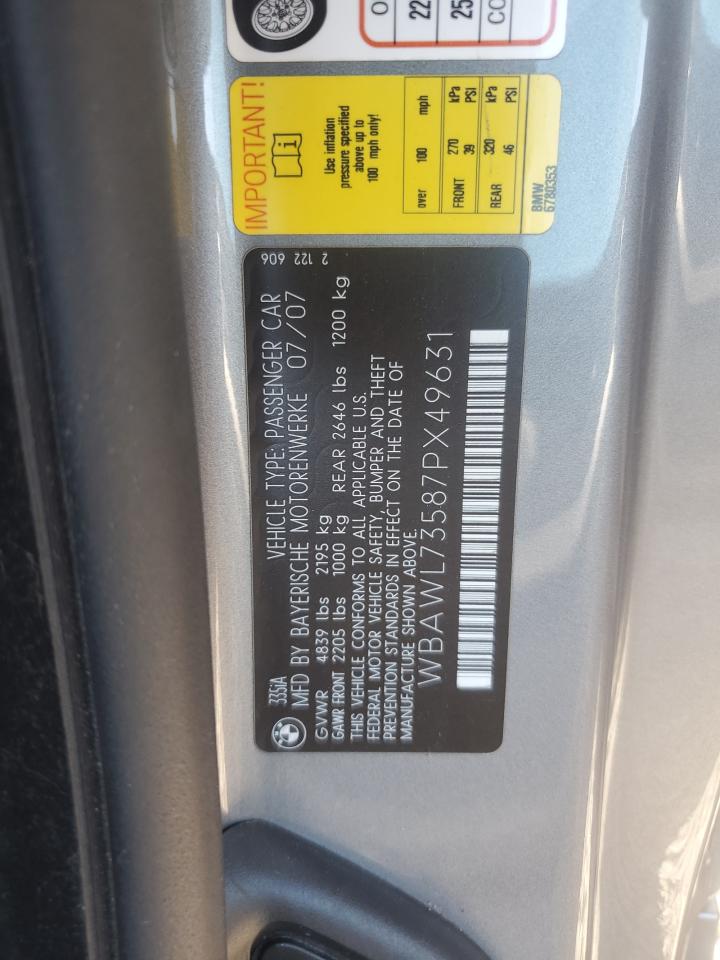 335iA
VEHICLE TYPE: PASSENGER CAR
MFD BY BAYERISCHE MOTORENWERKE 07/07
GVWR 4839 lbs 2195 kg
GAWR FRONT 2205 lbs 1000 kg REAR 2646 lbs 1200 kg
THIS VEHICLE CONFORMS TO ALL APPLICABLE U.S.
FEDERAL MOTOR VEHICLE SAFETY, BUMPER AND THEFT
PREVENTION STANDARDS IN EFFECT ON THE DATE OF
MANUFACTURE SHOWN ABOVE.
WBAWL73587PX49631
2 122 606
IMPORTANT!
i
Use inflation
pressure specified
above up to
100 mph only!
over 100 mph
FRONT 270 kPa
39 PSI
REAR 320 kPa
46 PSI
BMW
6780353
O
22
25
CO